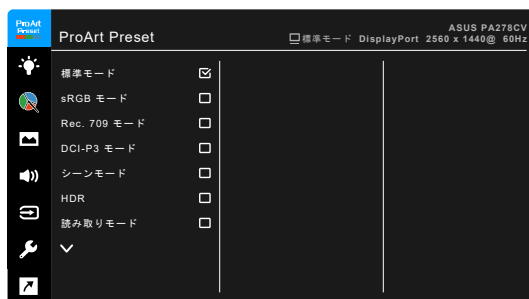 ProArt
Preset
ProArt Preset
ASUS PA278CV
標準モード DisplayPort 2560 x 1440@ 60Hz
標準モード
sRGB モード
Rec. 709 モード
DCI-P3 モード
シーンモード
HDR
読み取りモード